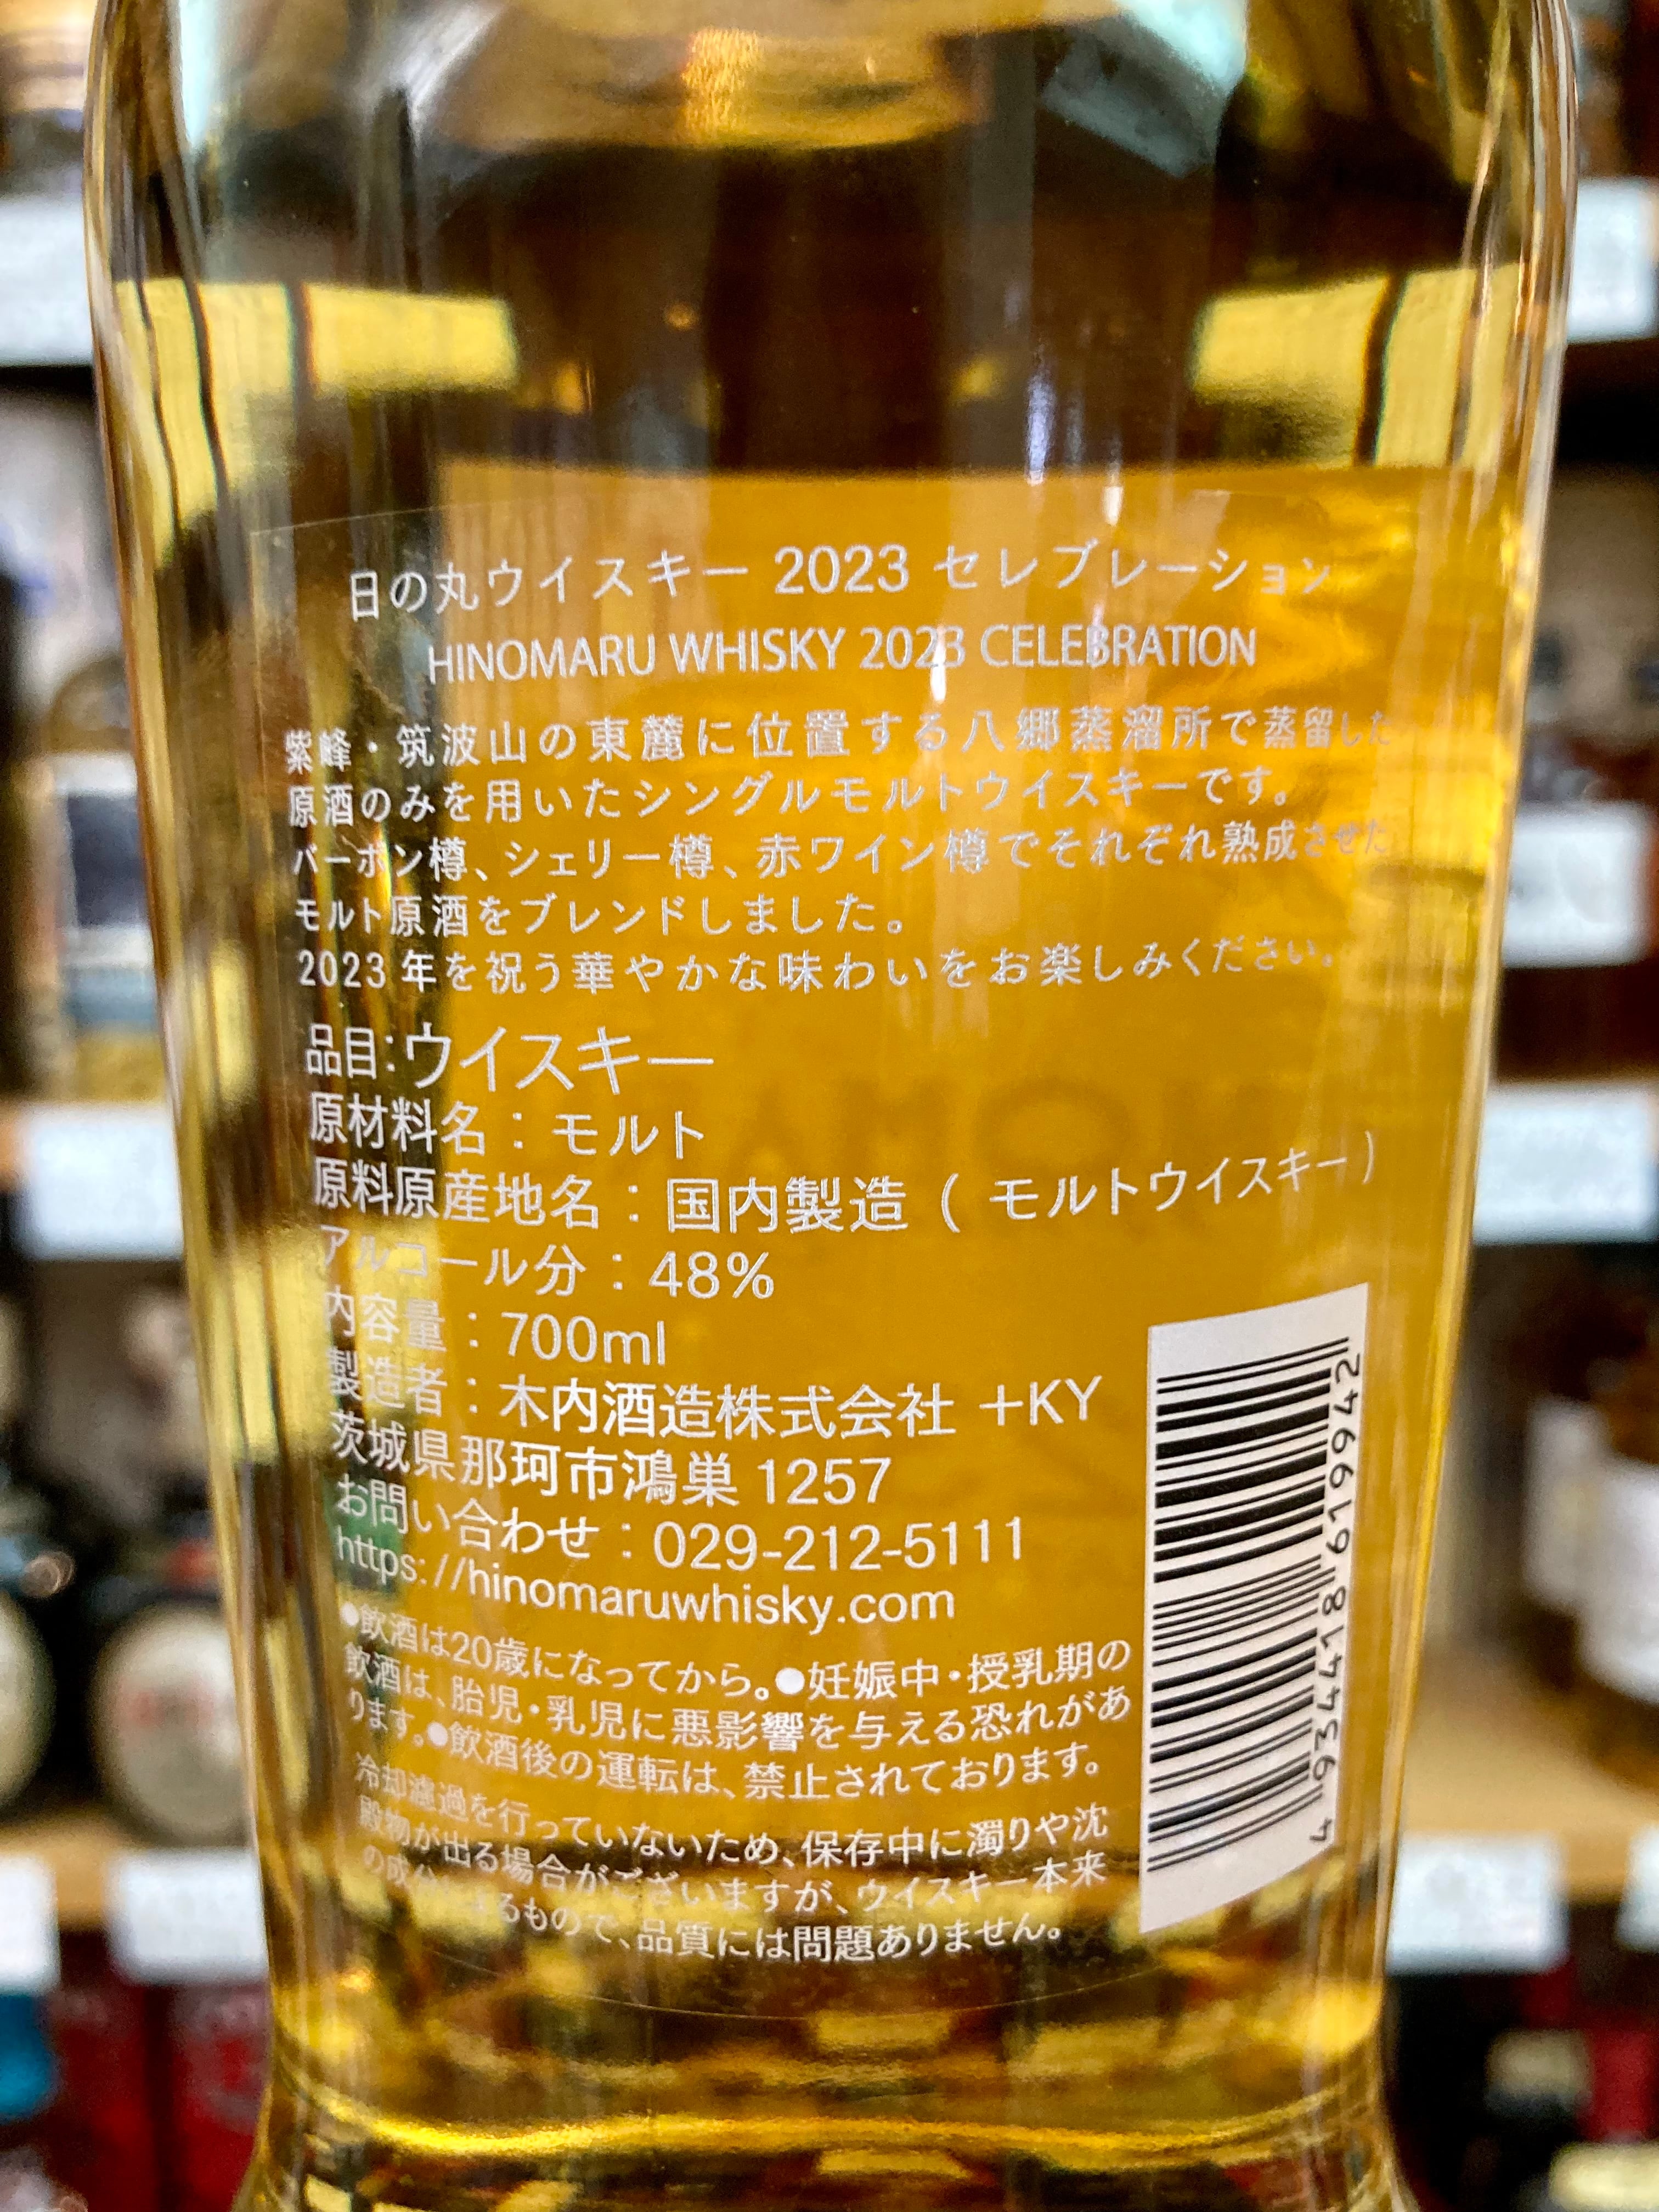 日の丸ウイスキー 2023 セレブレーション
HINOMARU WHISKY 2023 CELEBRATION
紫峰・筑波山の東麓に位置する八郷蒸溜所で蒸留した
原酒のみを用いたシングルモルトウイスキーです。
バーボン樽、シェリー樽、赤ワイン樽でそれぞれ熟成させた
モルト原酒をブレンドしました。
2023年を祝う華やかな味わいをお楽しみください。
品目:ウイスキー
原材料名：モルト
原料原産地名：国内製造（モルトウイスキー）
アルコール分：48%
内容量：700ml
製造者：木内酒造株式会社 +KY
茨城県那珂市鴻巣 1257
お問い合わせ：029-212-5111
https://hinomaruwhisky.com
●飲酒は20歳になってから。●妊娠中・授乳期の
飲酒は、胎児・乳児に悪影響を与える恐れがあ
ります。●飲酒後の運転は、禁止されております。
冷却濾過を行っていないため、保存中に濁りや沈
殿物が出る場合がございますが、ウイスキー本来
の成分によるもので、品質には問題ありません。
4 934418 619942